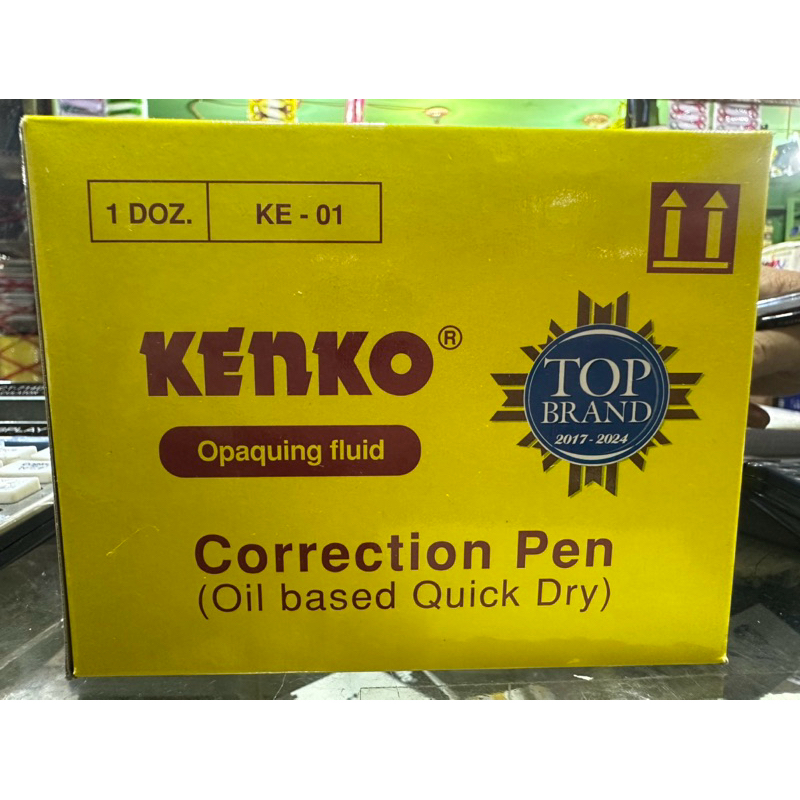 1 DOZ. KE - 01
KENKO®
Opaquing fluid
TOP
BRAND
2017 - 2024
Correction Pen
(Oil based Quick Dry)